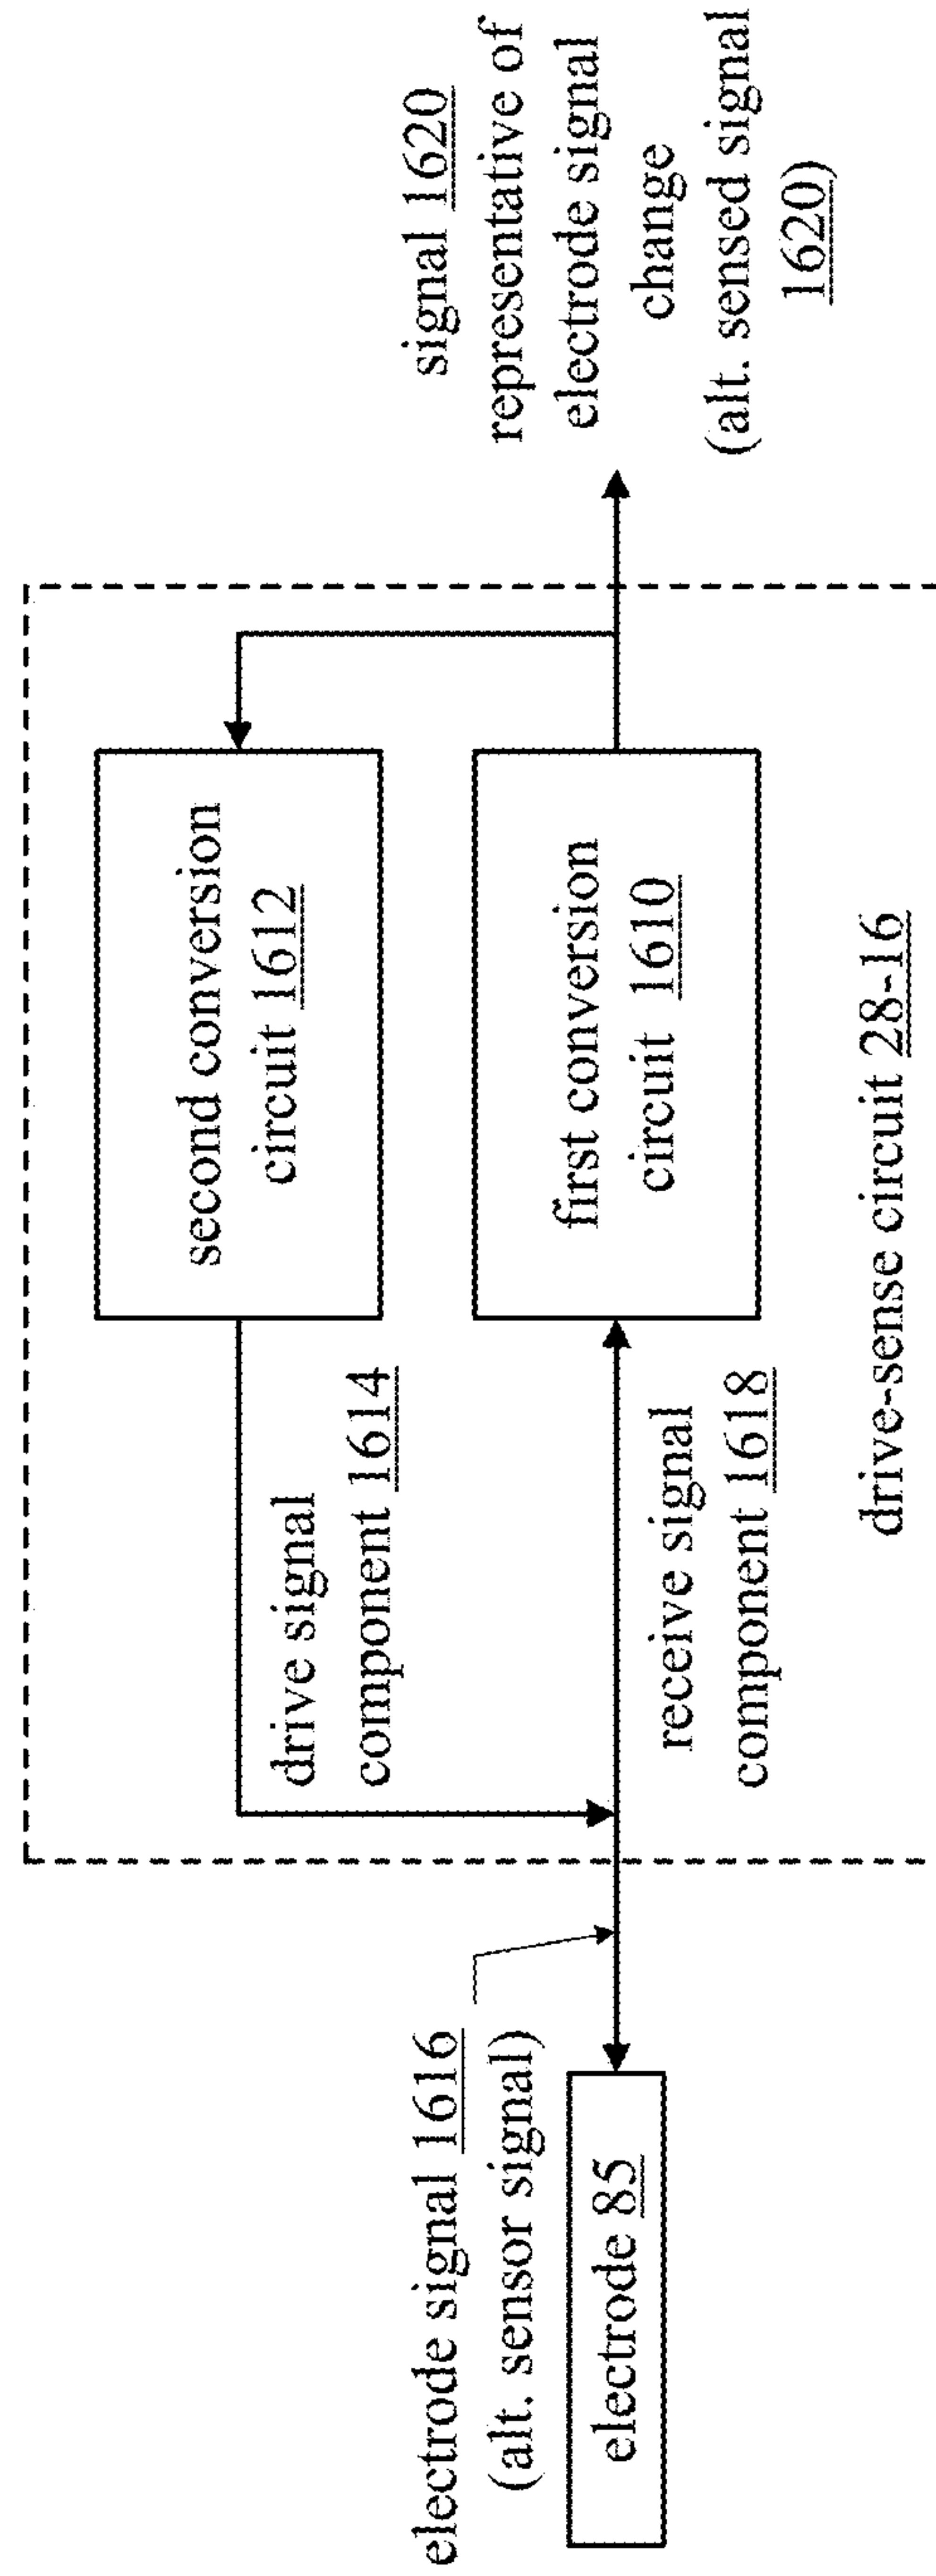 electrode signal 1616
(alt. sensor signal)
electrode 85
drive signal
component 1614
receive signal
component 1618
second conversion
circuit 1612
first conversion
circuit 1610
drive-sense circuit 28-16
signal 1620
representative of
electrode signal
change
(alt. sensed signal
1620)